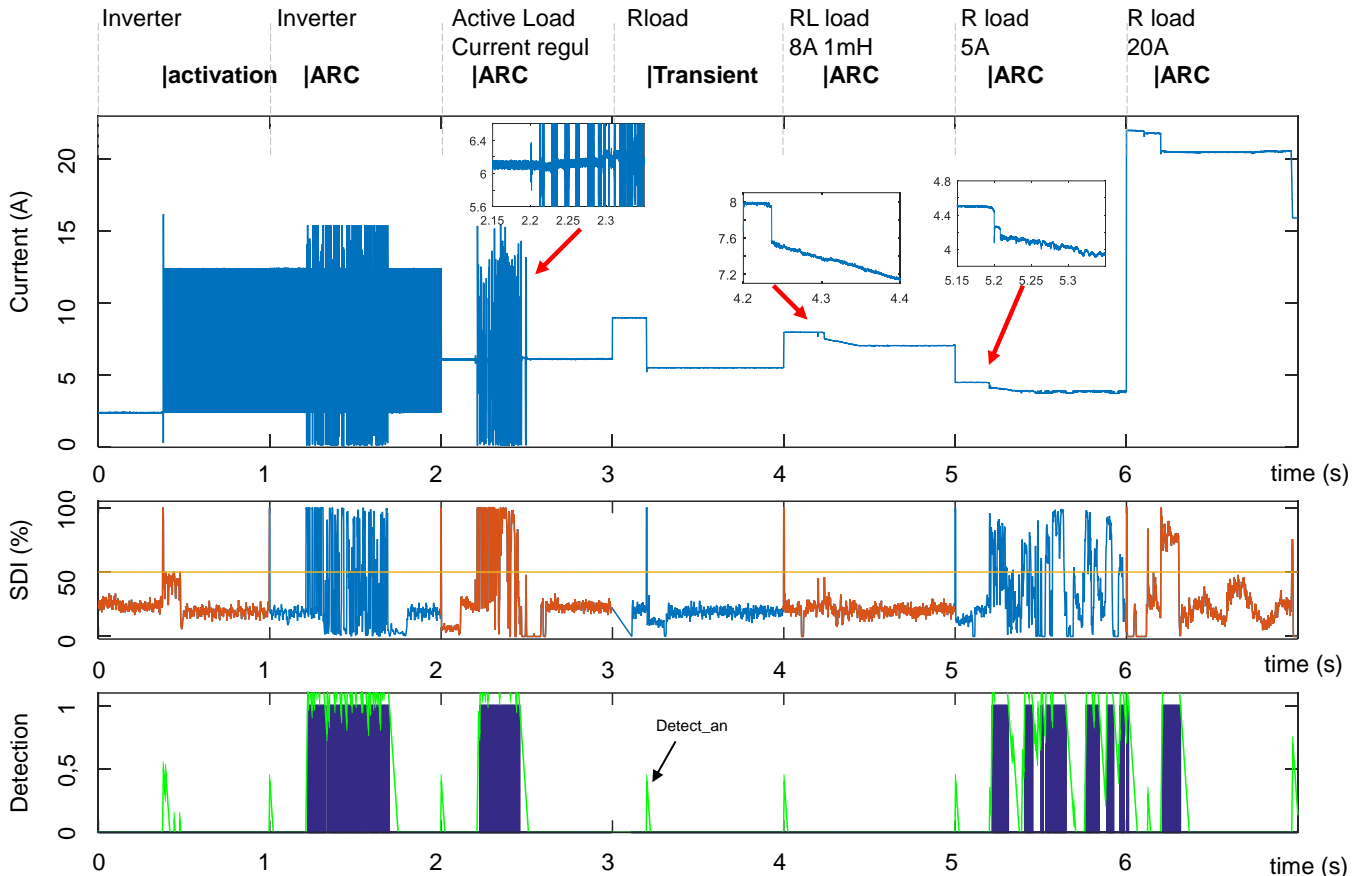 Inverter Inverter Active Load Rload RL load R load R load
Current regul 8A 1mH 5A 20A
|activation |ARC |ARC |Transient |ARC |ARC |ARC
Currtent (A)
20
15
10
5
0
6.4
6
5.6
2.15 2.2 2.25 2.3
8
7.6
7.2
4.2 4.3 4.4
4.8
4.4
4
5.15 5.2 5.25 5.3
0 1 2 3 4 5 6 time (s)
SDI (%)
100
50
0
0 1 2 3 4 5 6 time (s)
Detection
1
0,5
0
Detect_an
0 1 2 3 4 5 6 time (s)